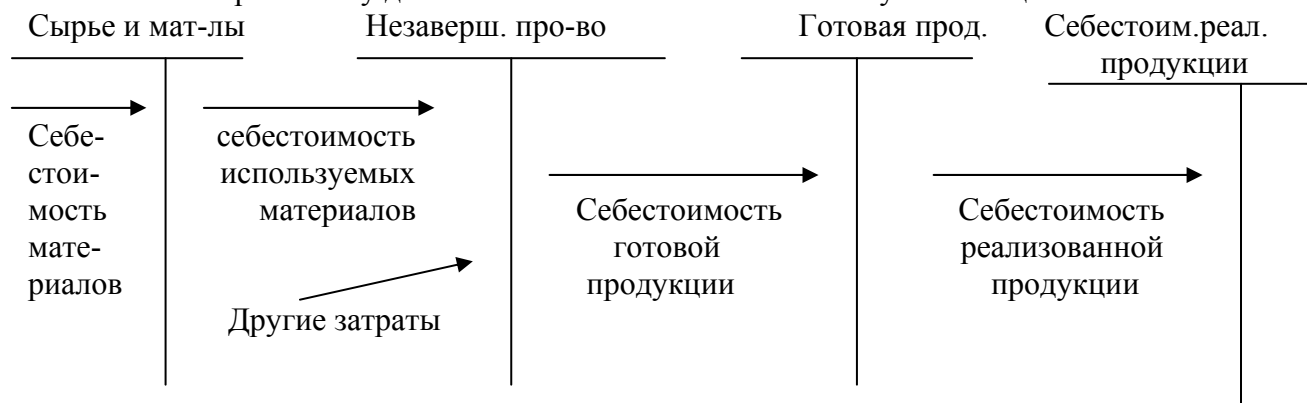 Сырье и мат-лы
Незаверш. про-во
Готовая прод.
Себестоим.реал.
продукции
Себе-
стои-
мость
мате-
риалов
себестоимость
используемых
материалов
Другие затраты
Себестоимость
готовой
продукции
Себестоимость
реализованной
продукции